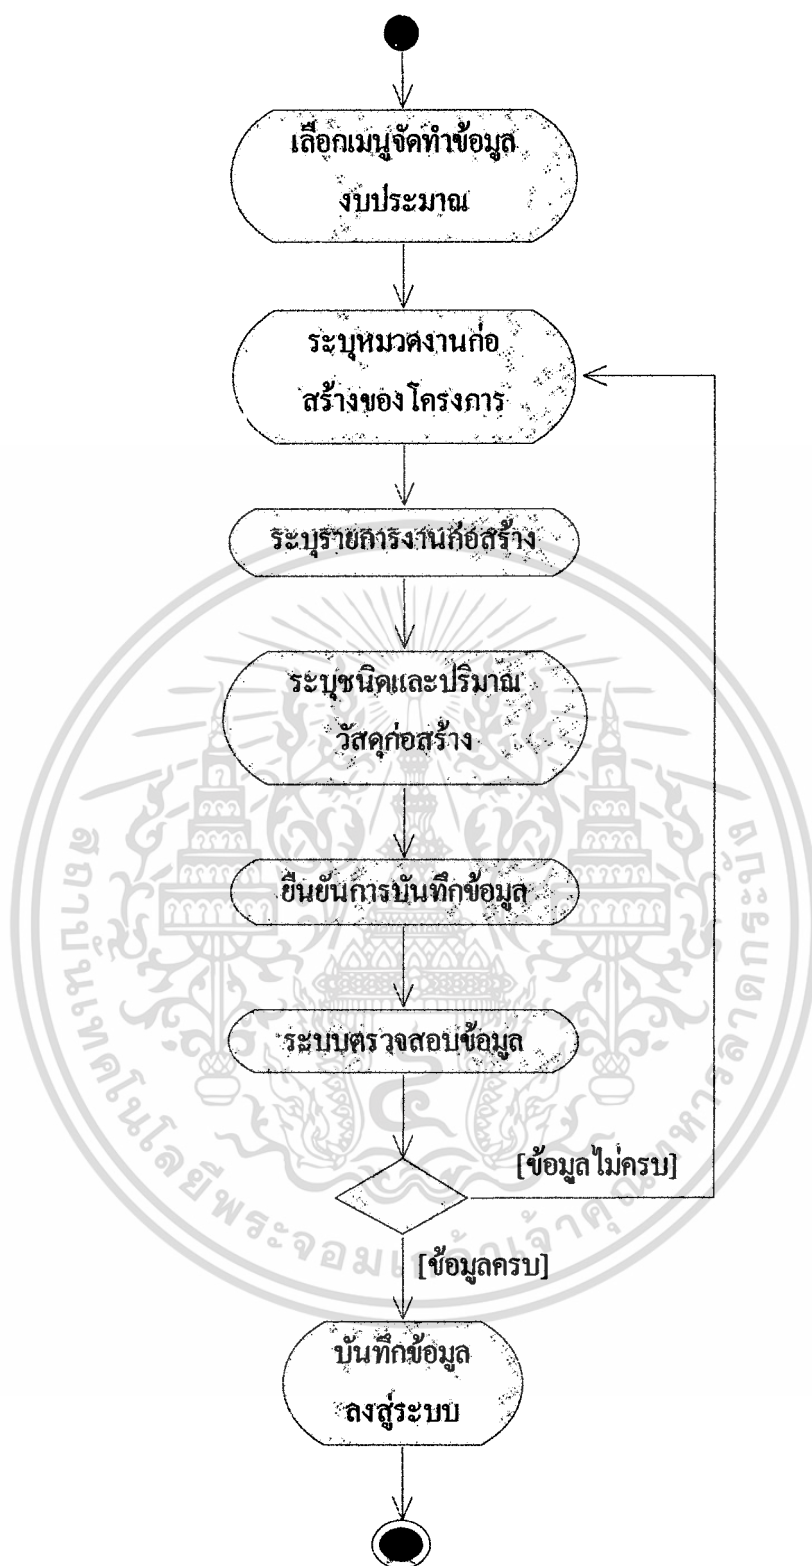 เลือกเมนูจัดทำข้อมูล
งบประมาณ
ระบุหมวดงานก่อ
สร้างของโครงการ
ระบุรายการงานก่อสร้าง
ระบุชนิดและปริมาณ
วัสดุก่อสร้าง
ยืนยันการบันทึกข้อมูล
ระบบตรวจสอบข้อมูล
[ข้อมูลไม่ครบ]
[ข้อมูลครบ]
บันทึกข้อมูล
ลงสู่ระบบ